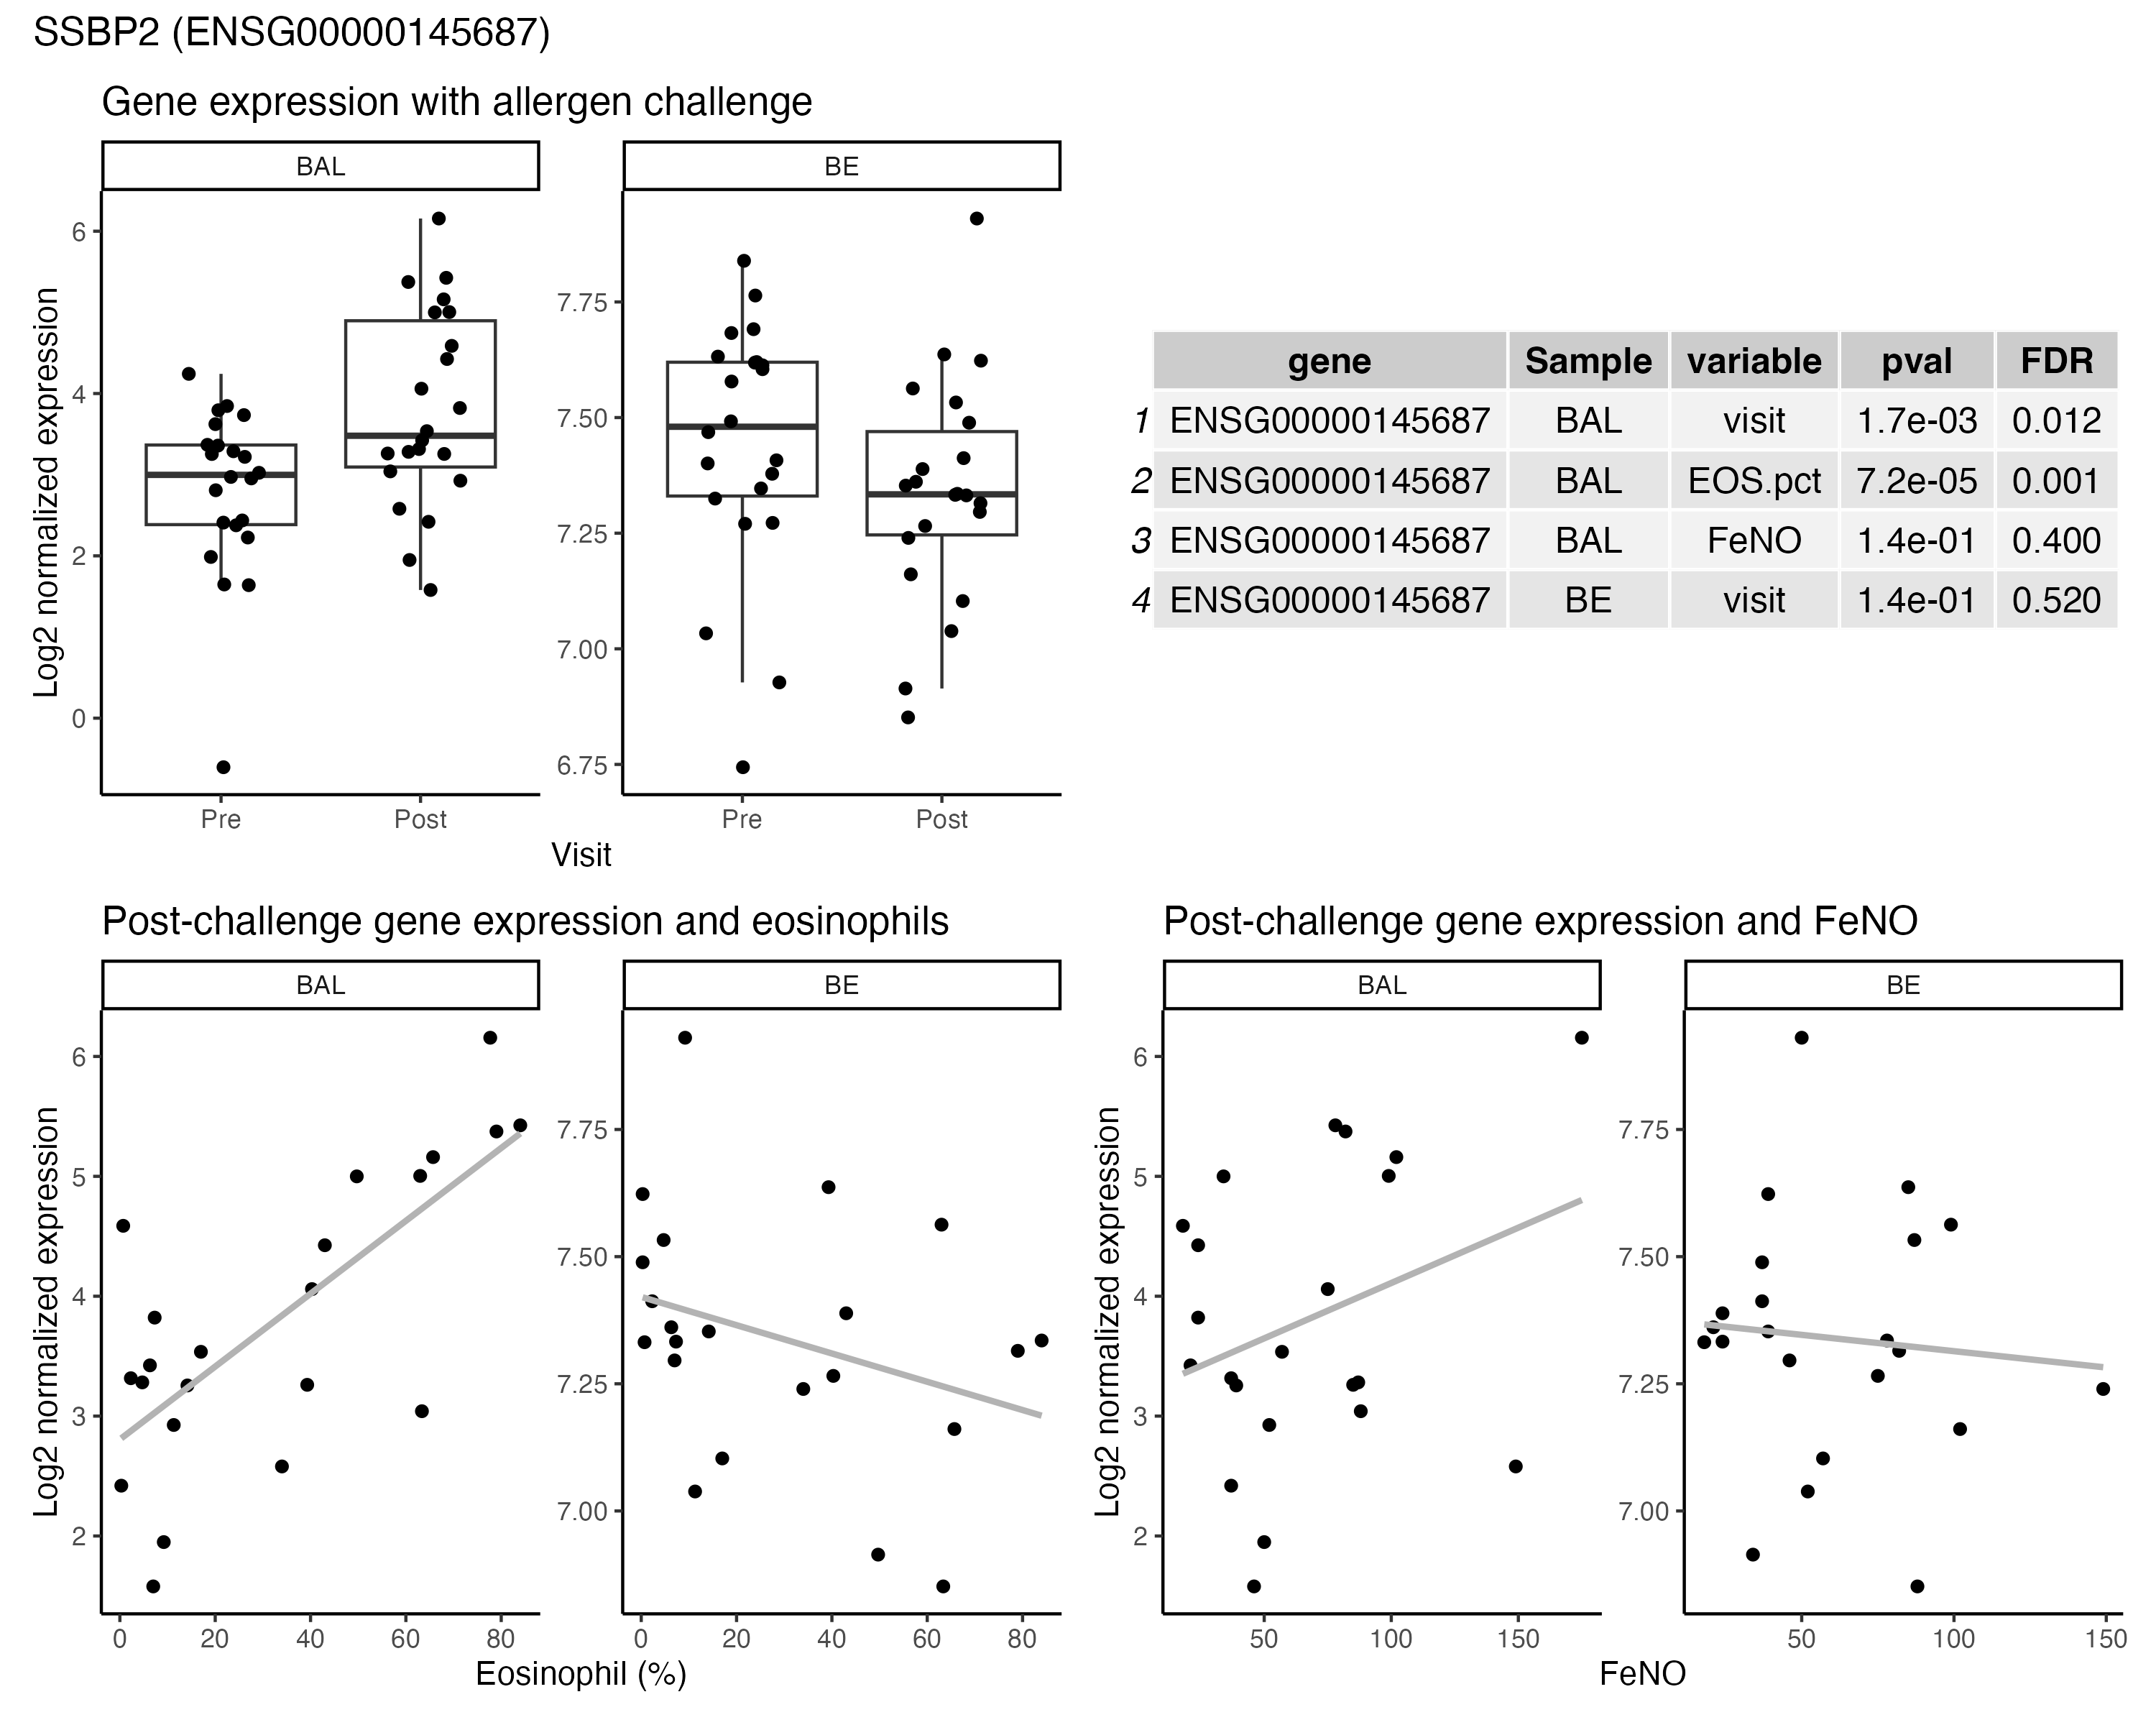 SSBP2 (ENSG00000145687)
Gene expression with allergen challenge
BAL
BE
Log2 normalized expression
6
4
2
0
7.75
7.50
7.25
7.00
6.75
Pre
Post
Pre
Post
Visit
gene Sample variable pval FDR
1 ENSG00000145687 BAL visit 1.7e-03 0.012
2 ENSG00000145687 BAL EOS.pct 7.2e-05 0.001
3 ENSG00000145687 BAL FeNO 1.4e-01 0.400
4 ENSG00000145687 BE visit 1.4e-01 0.520
Post-challenge gene expression and eosinophils
BAL
BE
Log2 normalized expression
6
5
4
3
2
7.75
7.50
7.25
7.00
0 20 40 60 80
0 20 40 60 80
Eosinophil (%)
Post-challenge gene expression and FeNO
BAL
BE
Log2 normalized expression
6
5
4
3
2
7.75
7.50
7.25
7.00
50 100 150
50 100 150
FeNO